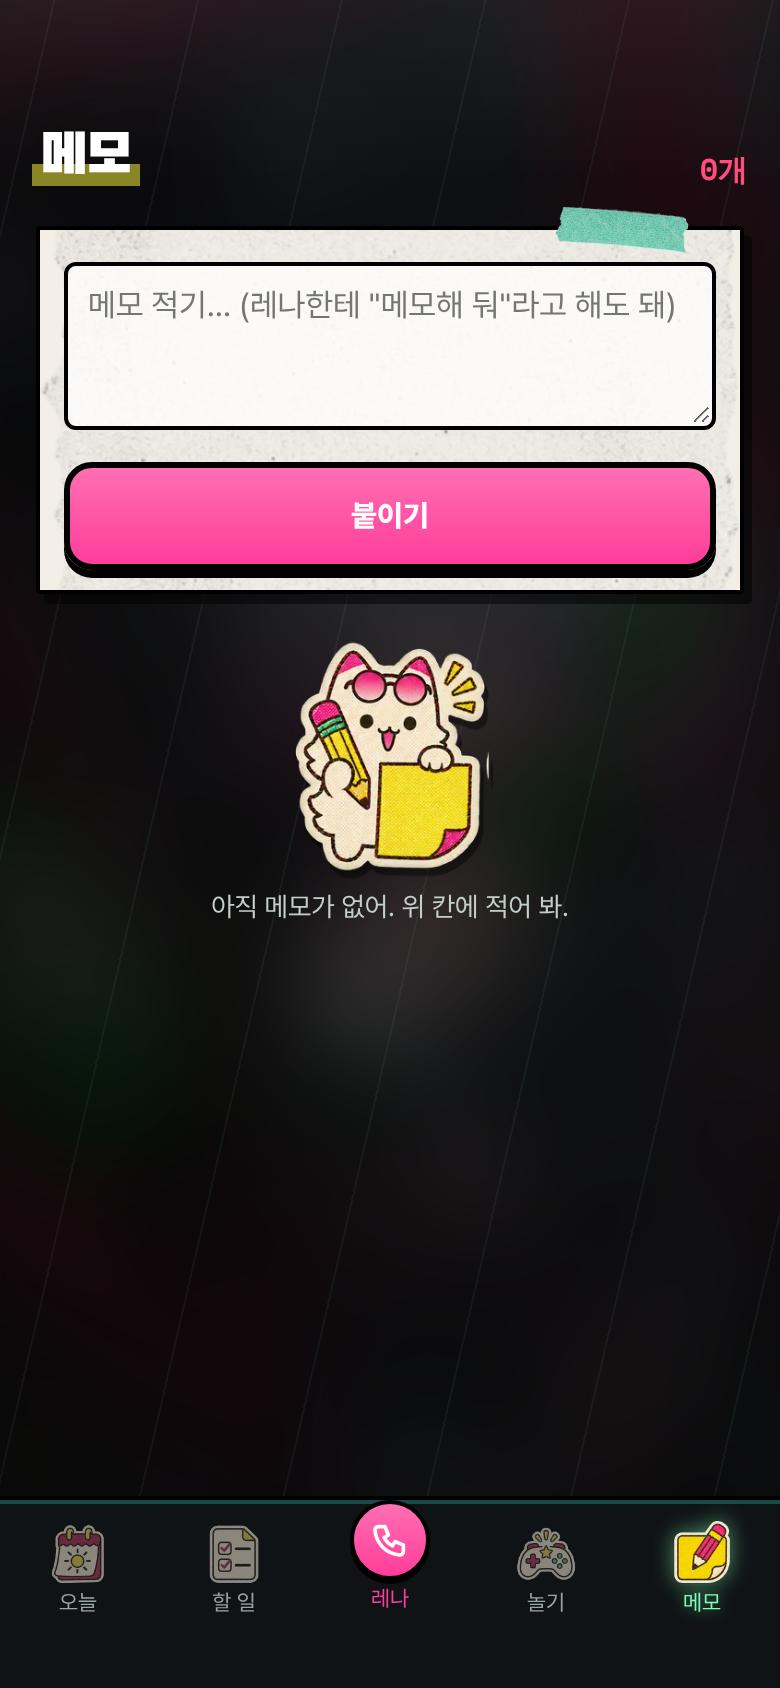 메모
0개
메모 적기... (레나한테 "메모해 둬"라고 해도 돼)
붙이기
아직 메모가 없어. 위 칸에 적어 봐.
오늘
할 일
레나
놀기
메모